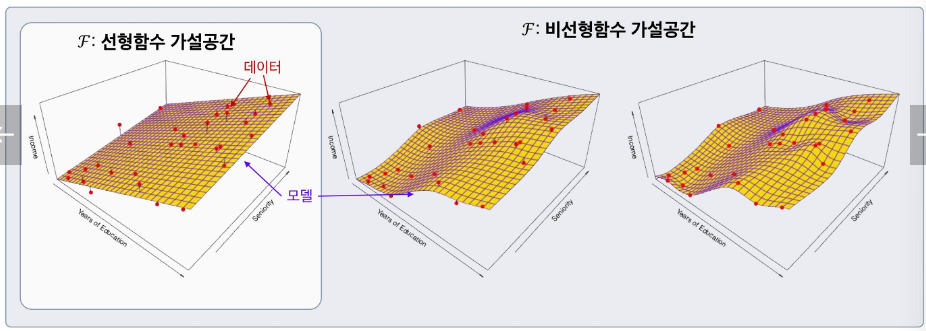 ℱ: 선형함수 가설공간
ℱ: 비선형함수 가설공간
데이터
모델
Income
Years of Education
Seniority
Income
Years of Education
Seniority
Income
Years of Education
Seniority